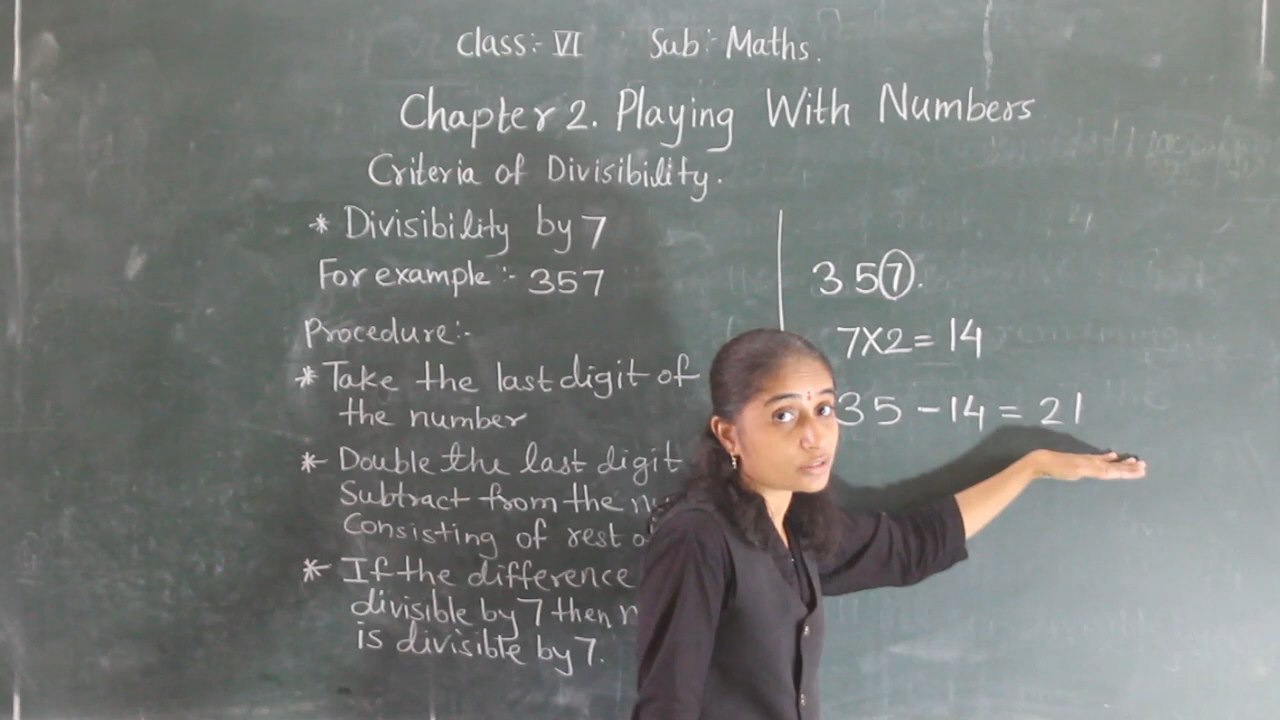 Class:- VI Sub:- Maths.
Chapter 2. Playing With Numbers
Criteria of Divisibility.
* Divisibility by 7
For example :- 357
Procedure:-
* Take the last digit of
the number
* Double the last digit
Subtract from the
Consisting of rest
* If the difference
divisible by 7 then
is divisible by 7.
357.
7X2= 14
35 - 14 = 21